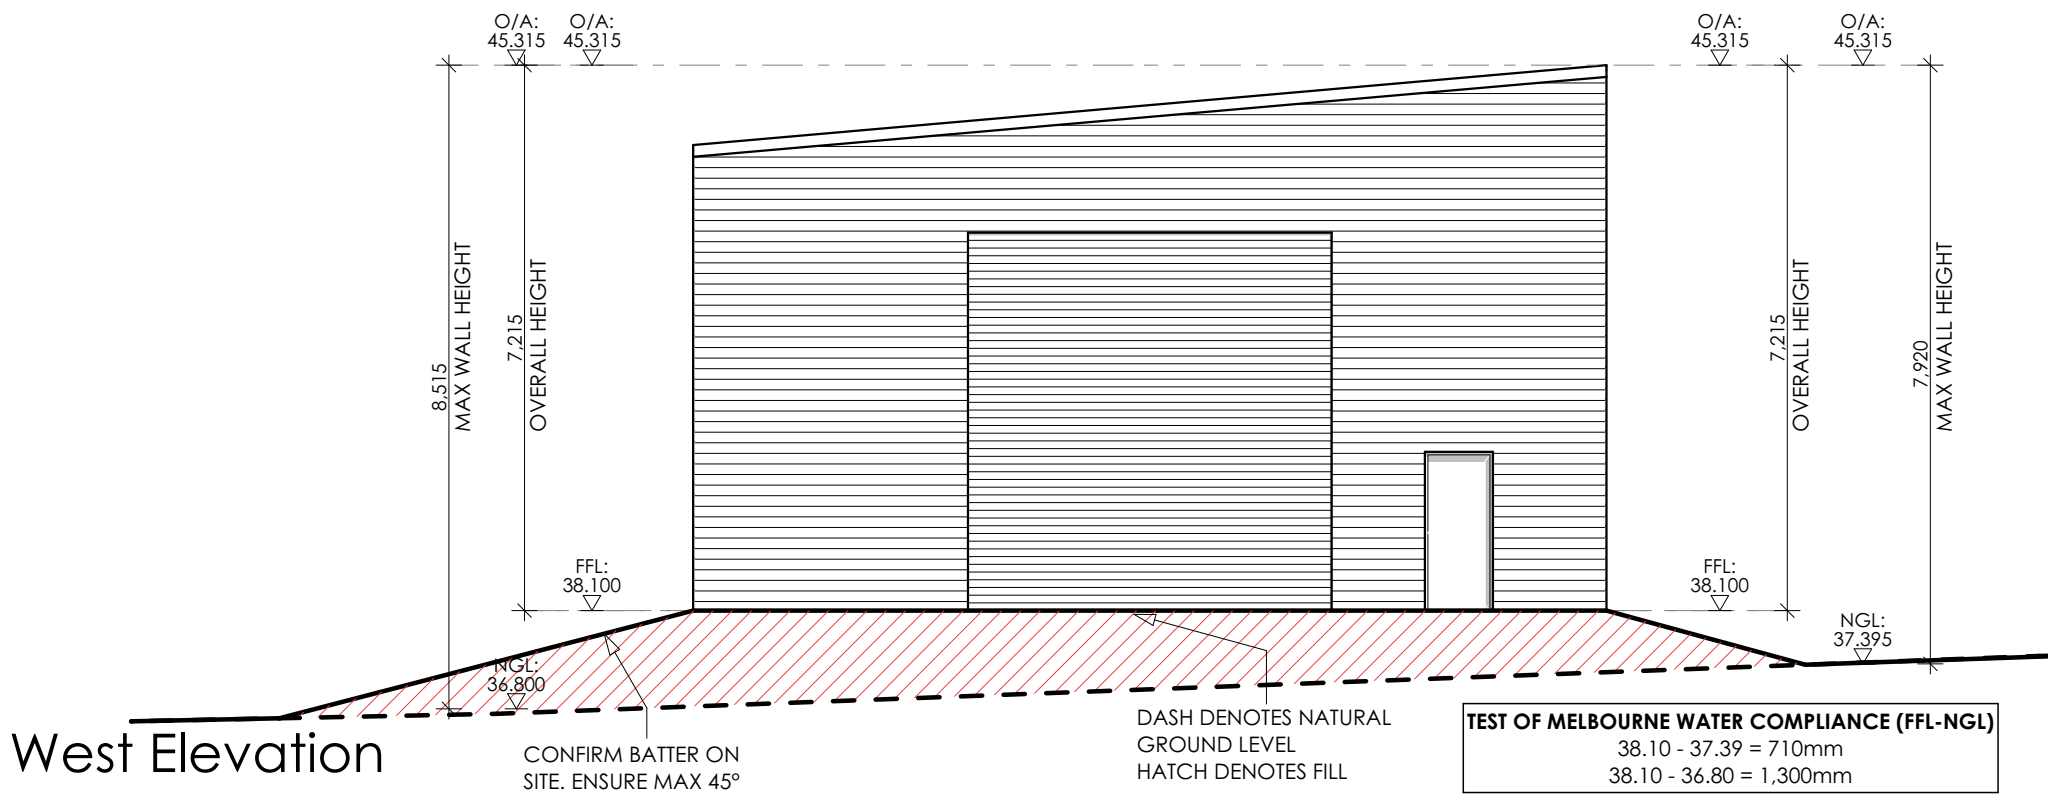 O/A:
45.315
O/A:
45.315
O/A:
45.315
O/A:
45.315
8,515
MAX WALL HEIGHT
7,215
OVERALL HEIGHT
7,215
OVERALL HEIGHT
7,920
MAX WALL HEIGHT
FFL:
38.100
FFL:
38.100
NGL:
37.395
NGL:
36.800
West Elevation
CONFIRM BATTER ON
SITE. ENSURE MAX 45°
DASH DENOTES NATURAL
GROUND LEVEL
HATCH DENOTES FILL
TEST OF MELBOURNE WATER COMPLIANCE (FFL-NGL)
38.10 - 37.39 = 710mm
38.10 - 36.80 = 1,300mm